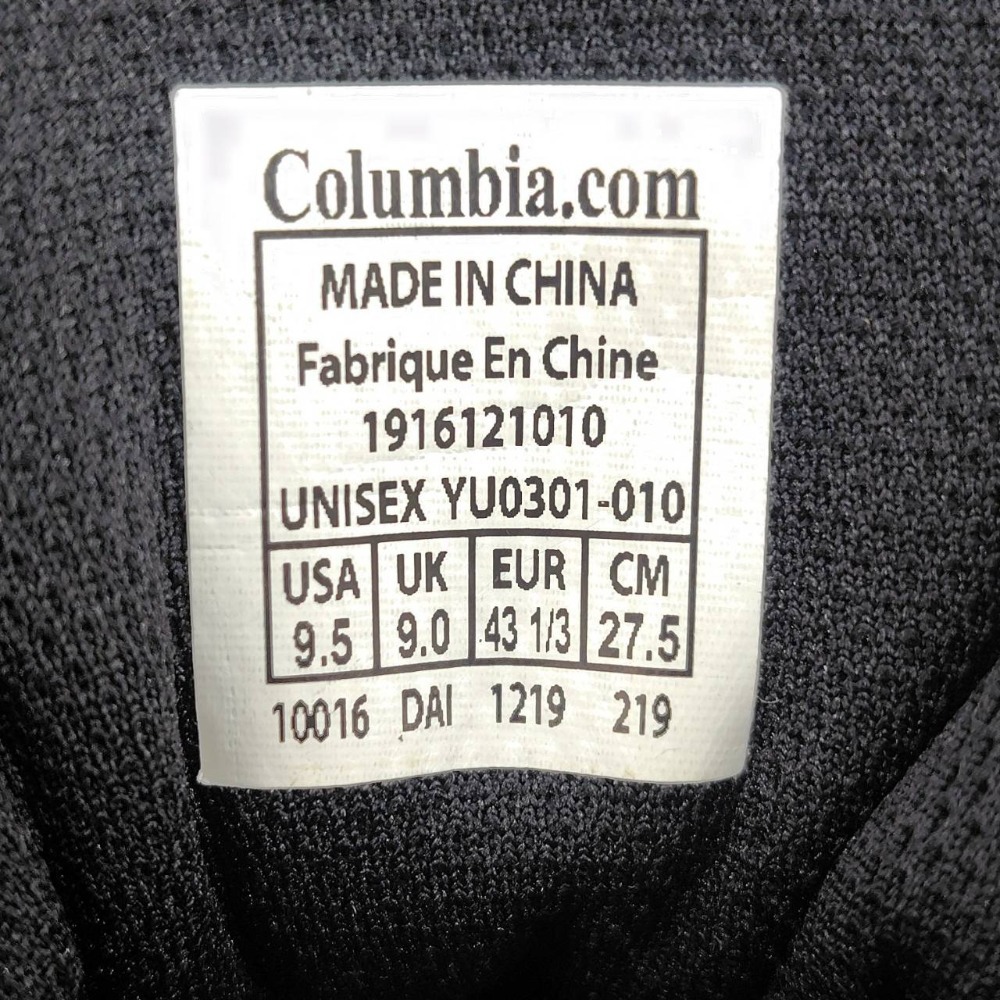 Columbia.com
MADE IN CHINA
Fabrique En Chine
1916121010
UNISEX YU0301-010
USA UK EUR CM
9.5 9.0 43 1/3 27.5
10016 DAI 1219 219